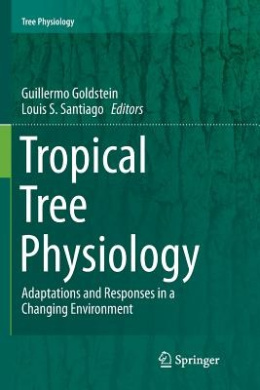 Tree Physiology
Guillermo Goldstein
Louis S. Santiago Editors
Tropical
Tree
Physiology
Adaptations and Responses in a
Changing Environment
Springer